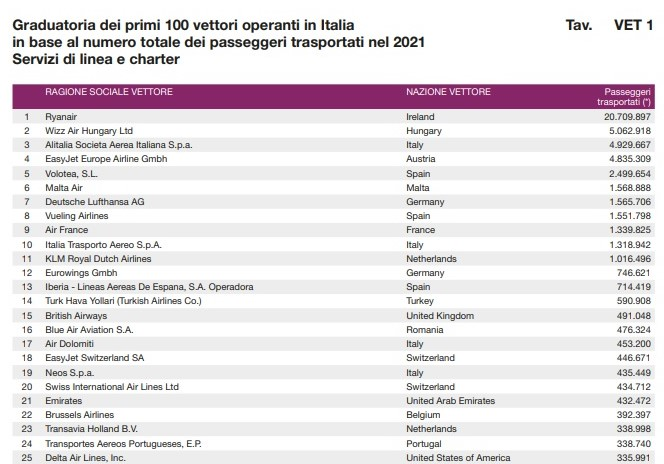 Graduatoria dei primi 100 vettori operanti in Italia Tav. VET 1
in base al numero totale dei passeggeri trasportati nel 2021
Servizi di linea e charter
RAGIONE SOCIALE VETTORE NAZIONE VETTORE Passeggeri
trasportati (*)
1 Ryanair Ireland 20.709.897
2 Wizz Air Hungary Ltd Hungary 5.062.918
3 Alitalia Societa Aerea Italiana S.p.a. Italy 4.929.667
4 EasyJet Europe Airline Gmbh Austria 4.835.309
5 Volotea, S.L. Spain 2.499.654
6 Malta Air Malta 1.568.888
7 Deutsche Lufthansa AG Germany 1.565.706
8 Vueling Airlines Spain 1.551.798
9 Air France France 1.339.825
10 Italia Trasporto Aereo S.p.A. Italy 1.318.942
11 KLM Royal Dutch Airlines Netherlands 1.016.496
12 Eurowings Gmbh Germany 746.621
13 Iberia - Lineas Aereas De Espana, S.A. Operadora Spain 714.419
14 Turk Hava Yollari (Turkish Airlines Co.) Turkey 590.908
15 British Airways United Kingdom 491.048
16 Blue Air Aviation S.A. Romania 476.324
17 Air Dolomiti Italy 453.200
18 EasyJet Switzerland SA Switzerland 446.671
19 Neos S.p.a. Italy 435.449
20 Swiss International Air Lines Ltd Switzerland 434.712
21 Emirates United Arab Emirates 432.472
22 Brussels Airlines Belgium 392.397
23 Transavia Holland B.V. Netherlands 338.998
24 Transportes Aereos Portugueses, E.P. Portugal 338.740
25 Delta Air Lines, Inc. United States of America 335.991